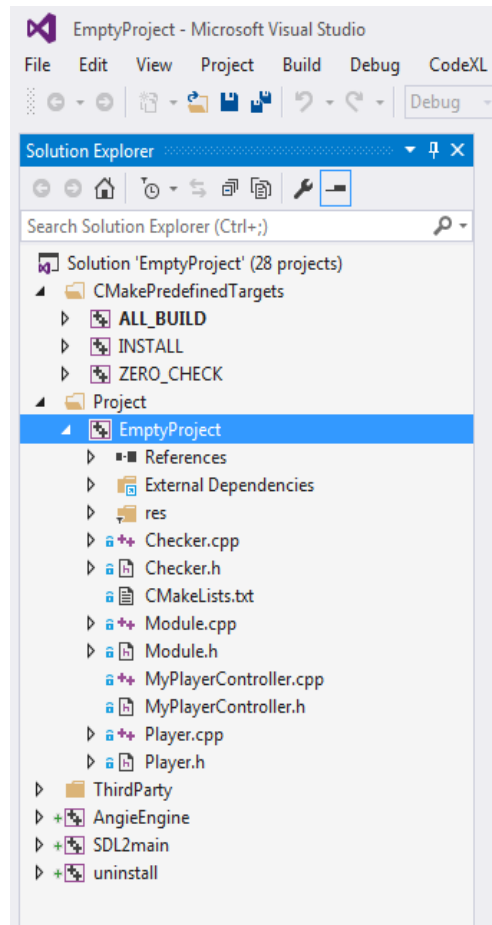 EmptyProject - Microsoft Visual Studio
File Edit View Project Build Debug CodeXL
Debug
Solution Explorer
Search Solution Explorer (Ctrl+;)
Solution 'EmptyProject' (28 projects)
CMakePredefinedTargets
ALL_BUILD
INSTALL
ZERO_CHECK
Project
EmptyProject
References
External Dependencies
res
Checker.cpp
Checker.h
CMakeLists.txt
Module.cpp
Module.h
MyPlayerController.cpp
MyPlayerController.h
Player.cpp
Player.h
ThirdParty
AngieEngine
SDL2main
uninstall